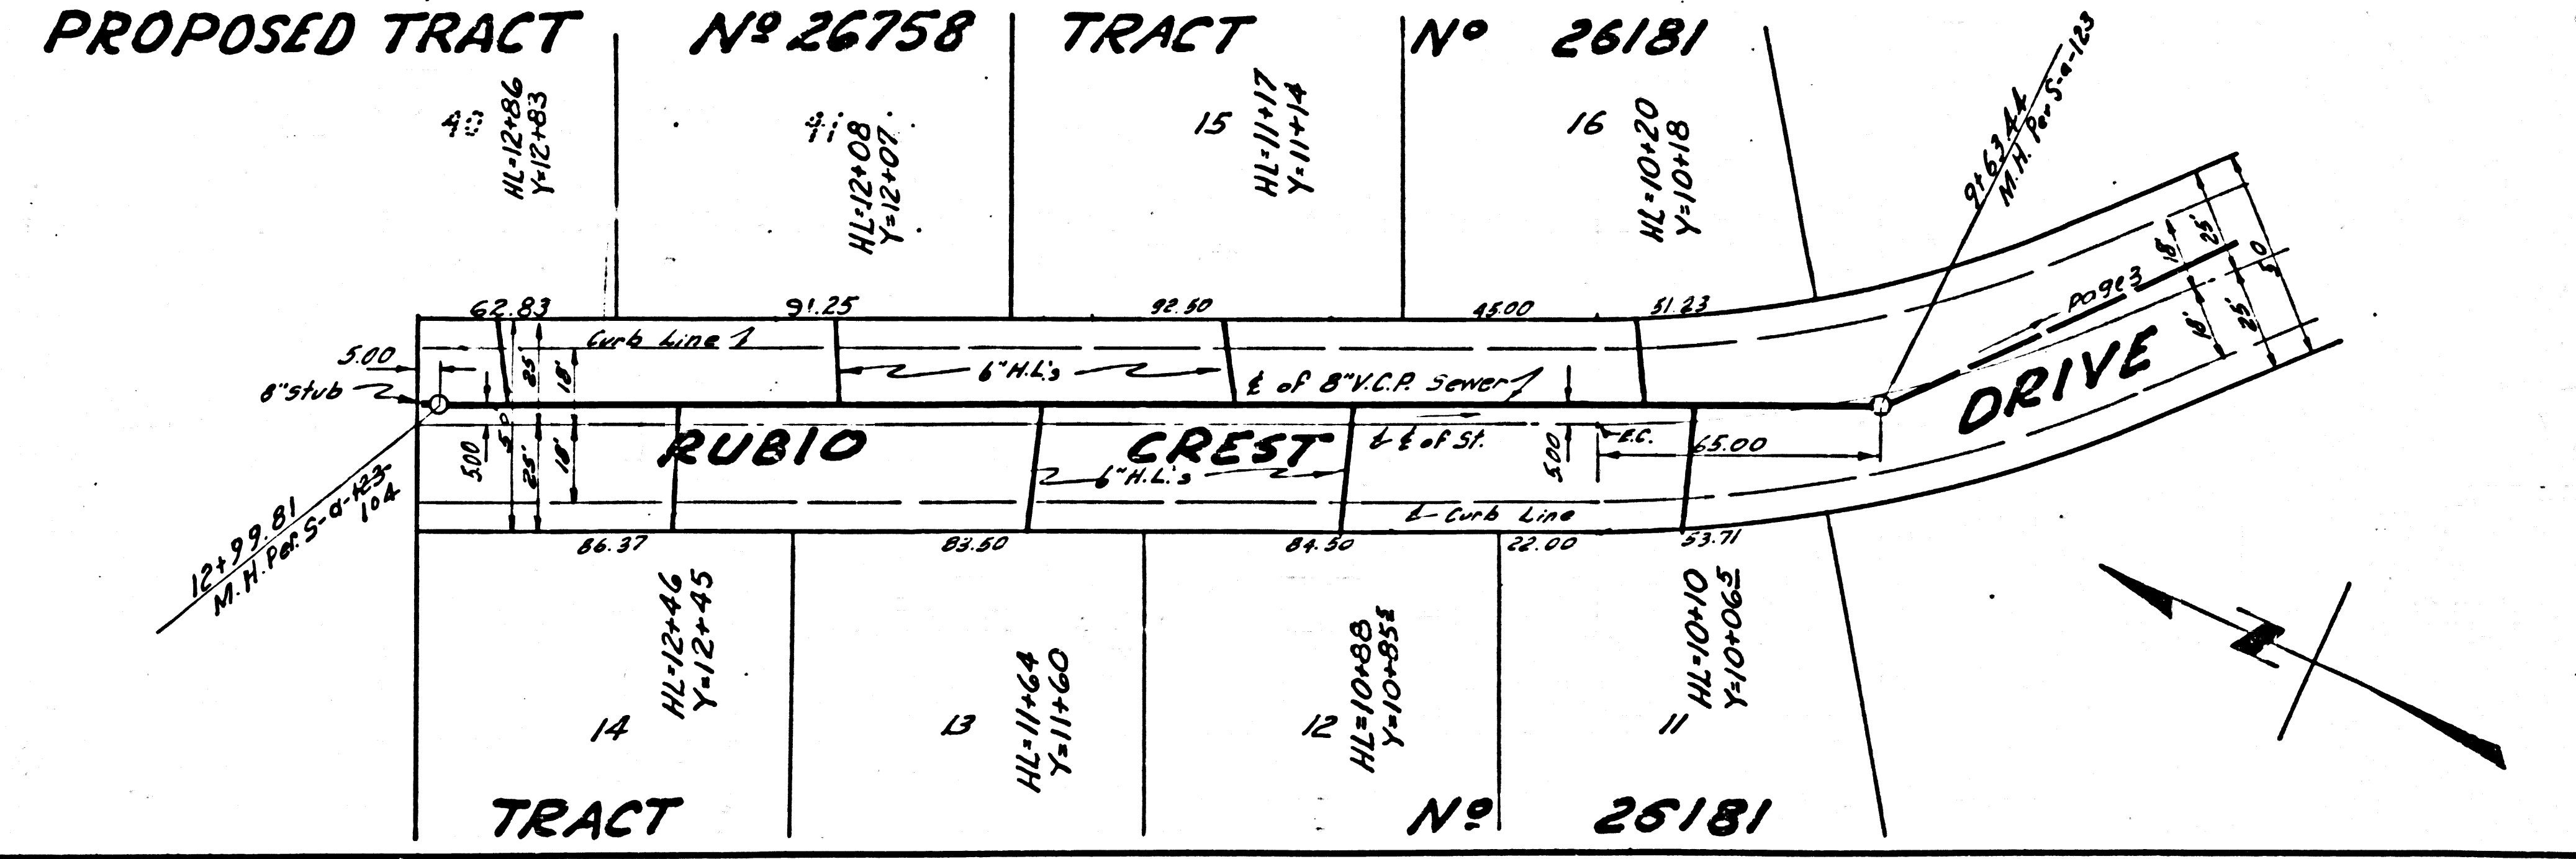 PROPOSED TRACT Nº 26758 TRACT Nº 26181
40
HL=12+86
Y=12+83
41
HL=12+08
Y=12+07
15
HL=11+17
Y=11+14
16
HL=10+20
Y=10+18
9+63.44
M.H. Per S-a-123
62.83
91.25
92.50
45.00
51.23
Curb Line
5.00
8" Stub
25'
18'
6" H.L.'s
℄ of 8" V.C.P. Sewer
Page 3
18'
25'
50
18'
25'
DRIVE
5.00
50
25'
18'
RUBIO CREST
℄ of St.
5.00
E.C.
65.00
6" H.L.'s
Curb Line
12+99.81
M.H. Per. S-a-123
104
86.37
83.50
84.50
22.00
53.71
14
HL=12+46
Y=12+45
13
HL=11+64
Y=11+60
12
HL=10+88
Y=10+85⁵
11
HL=10+10
Y=10+06⁵
N
TRACT Nº 26181